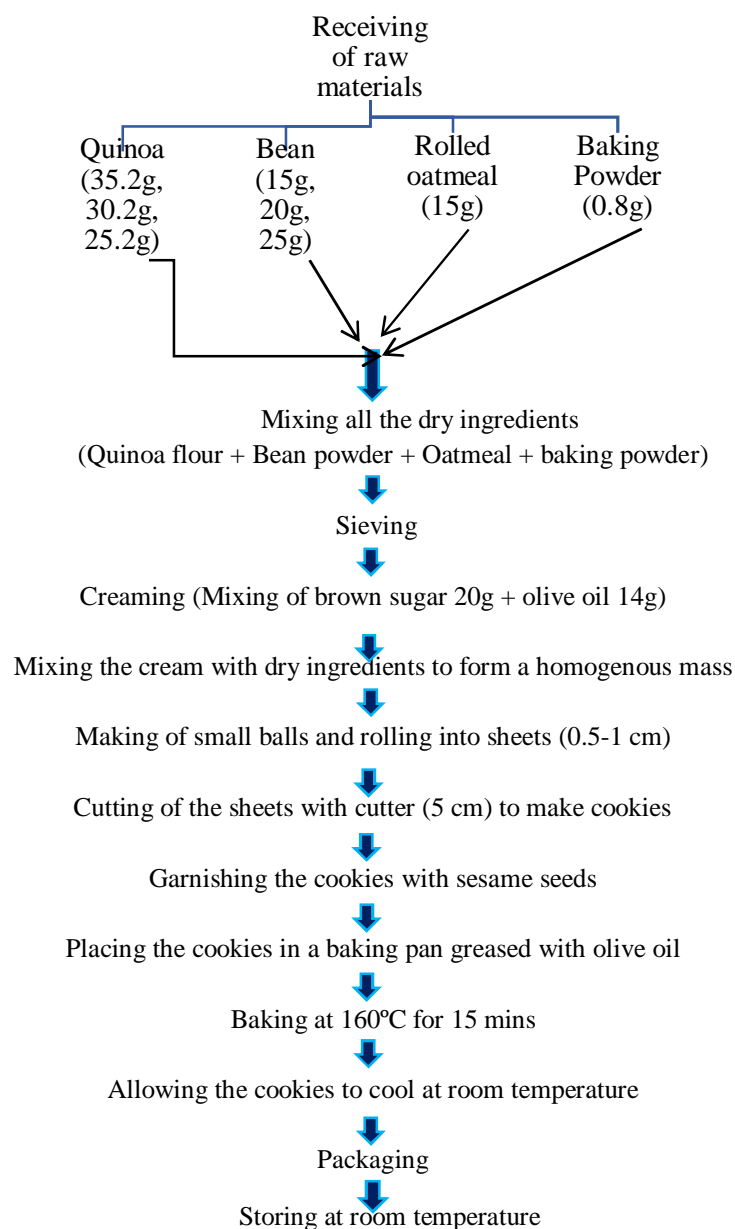 Receiving
of raw
materials
Quinoa
(35.2g,
30.2g,
25.2g)
Bean
(15g,
20g,
25g)
Rolled
oatmeal
(15g)
Baking
Powder
(0.8g)
Mixing all the dry ingredients
(Quinoa flour + Bean powder + Oatmeal + baking powder)
Sieving
Creaming (Mixing of brown sugar 20g + olive oil 14g)
Mixing the cream with dry ingredients to form a homogenous mass
Making of small balls and rolling into sheets (0.5-1 cm)
Cutting of the sheets with cutter (5 cm) to make cookies
Garnishing the cookies with sesame seeds
Placing the cookies in a baking pan greased with olive oil
Baking at 160ºC for 15 mins
Allowing the cookies to cool at room temperature
Packaging
Storing at room temperature